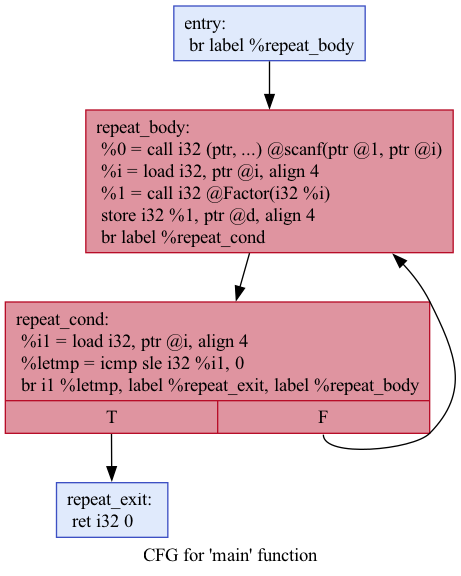 entry:
br label %repeat_body
repeat_body:
%0 = call i32 (ptr, ...) @scanf(ptr @1, ptr @i)
%i = load i32, ptr @i, align 4
%1 = call i32 @Factor(i32 %i)
store i32 %1, ptr @d, align 4
br label %repeat_cond
repeat_cond:
%i1 = load i32, ptr @i, align 4
%letmp = icmp sle i32 %i1, 0
br i1 %letmp, label %repeat_exit, label %repeat_body
T
F
repeat_exit:
ret i32 0
CFG for 'main' function